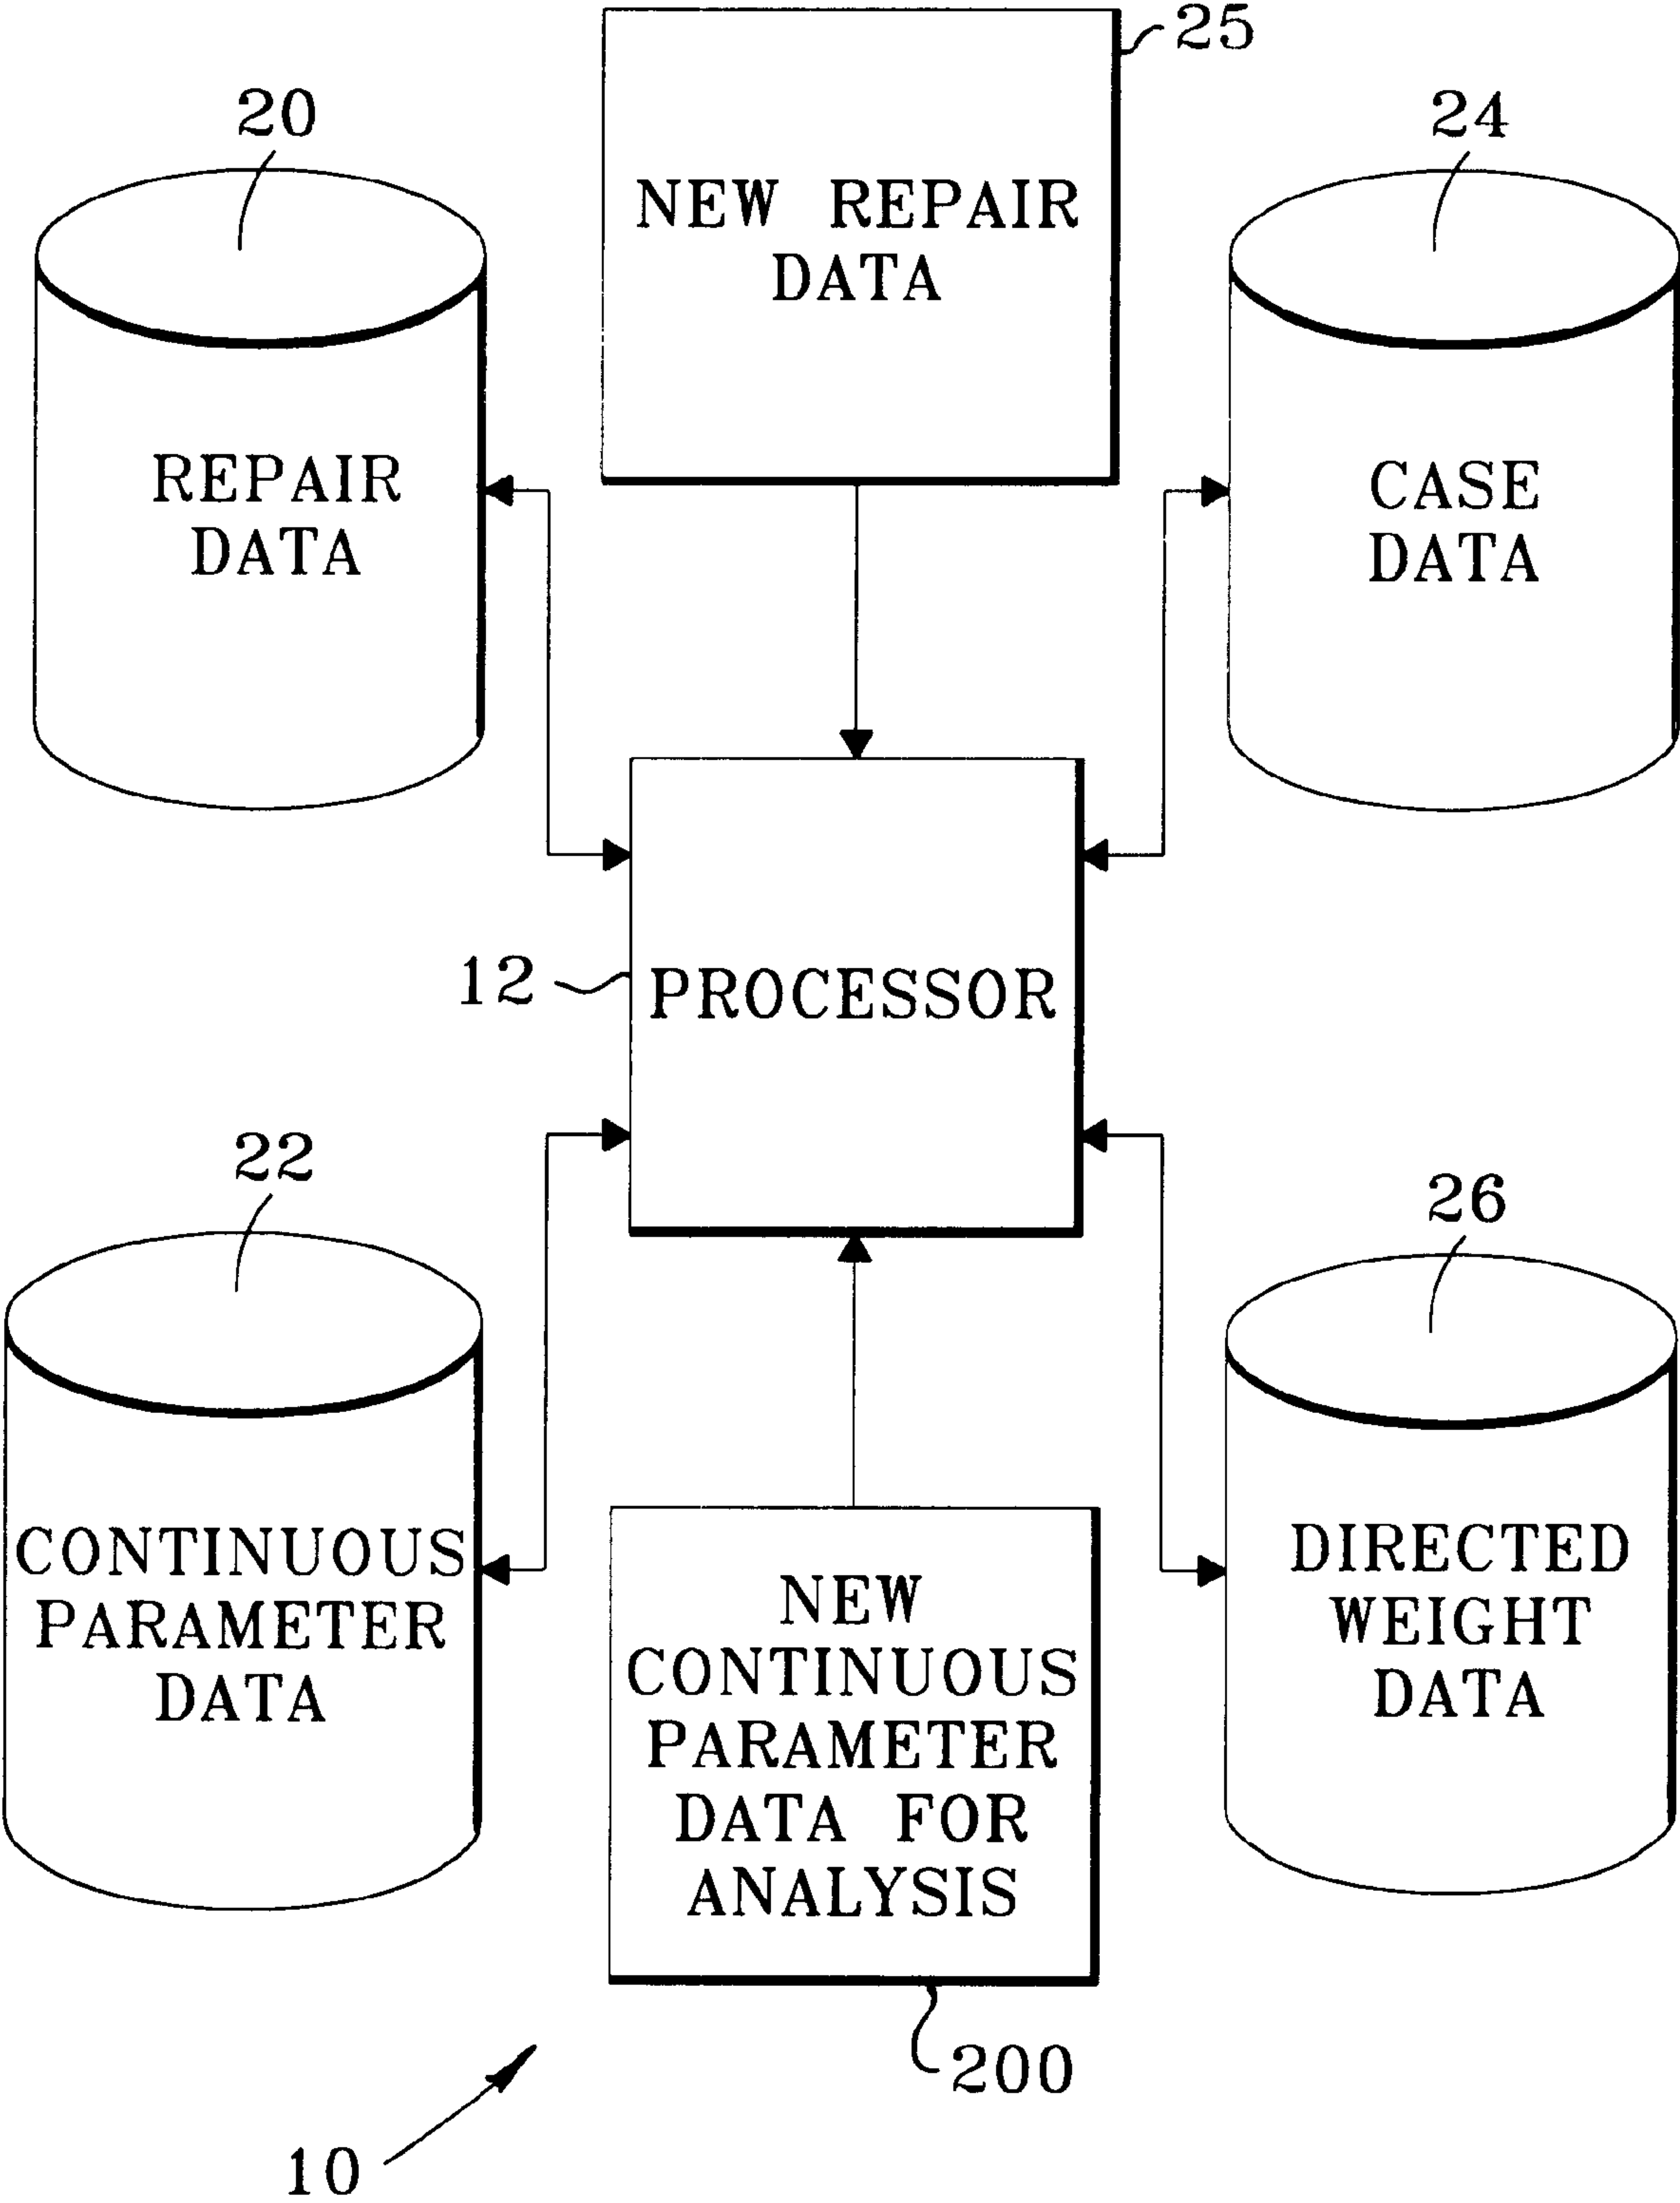 25
20
24
NEW REPAIR
DATA
REPAIR
DATA
CASE
DATA
12
PROCESSOR
22
26
CONTINUOUS
PARAMETER
DATA
NEW
CONTINUOUS
PARAMETER
DATA FOR
ANALYSIS
DIRECTED
WEIGHT
DATA
200
10